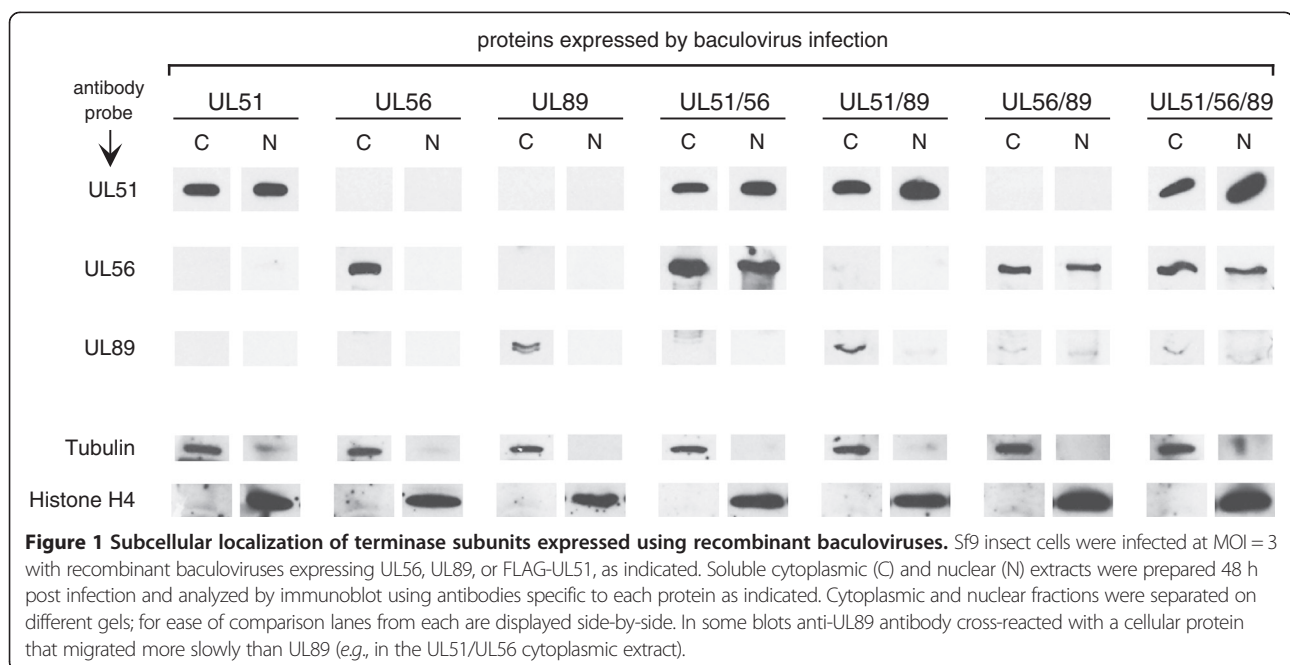 proteins expressed by baculovirus infection
antibody
probe
UL51 UL56 UL89 UL51/56 UL51/89 UL56/89 UL51/56/89
C N C N C N C N C N C N C N
UL51
UL56
UL89
Tubulin
Histone H4
Figure 1 Subcellular localization of terminase subunits expressed using recombinant baculoviruses. Sf9 insect cells were infected at MOI = 3
with recombinant baculoviruses expressing UL56, UL89, or FLAG-UL51, as indicated. Soluble cytoplasmic (C) and nuclear (N) extracts were prepared 48 h
post infection and analyzed by immunoblot using antibodies specific to each protein as indicated. Cytoplasmic and nuclear fractions were separated on
different gels; for ease of comparison lanes from each are displayed side-by-side. In some blots anti-UL89 antibody cross-reacted with a cellular protein
that migrated more slowly than UL89 (e.g., in the UL51/UL56 cytoplasmic extract).